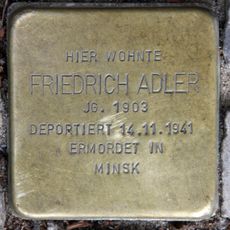 HIER WOHNTE
FRIEDRICH ADLER
JG. 1903
DEPORTIERT 14.11.1941
ERMORDET IN
MINSK